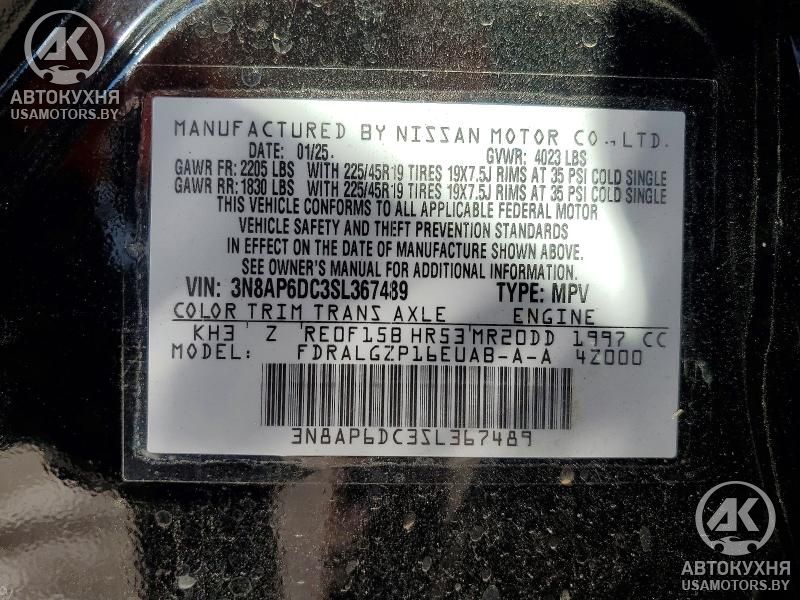 AK
АВТОКУХНЯ
USAMOTORS.BY
MANUFACTURED BY NISSAN MOTOR CO., LTD.
DATE: 01/25. GVWR: 4023 LBS
GAWR FR: 2205 LBS WITH 225/45R19 TIRES 19X7.5J RIMS AT 35 PSI COLD SINGLE
GAWR RR: 1830 LBS WITH 225/45R19 TIRES 19X7.5J RIMS AT 35 PSI COLD SINGLE
THIS VEHICLE CONFORMS TO ALL APPLICABLE FEDERAL MOTOR
VEHICLE SAFETY AND THEFT PREVENTION STANDARDS
IN EFFECT ON THE DATE OF MANUFACTURE SHOWN ABOVE.
SEE OWNER'S MANUAL FOR ADDITIONAL INFORMATION
VIN: 3N8AP6DC3SL367489 TYPE: MPV
COLOR TRIM TRANS AXLE ENGINE
KH3 Z RE0F15B HR53 MR20DD 1997 CC
MODEL: FDRALGZP16EUAB-A-A 4Z000
3N8AP6DC3SL367489
AK
АВТОКУХНЯ
USAMOTORS.BY